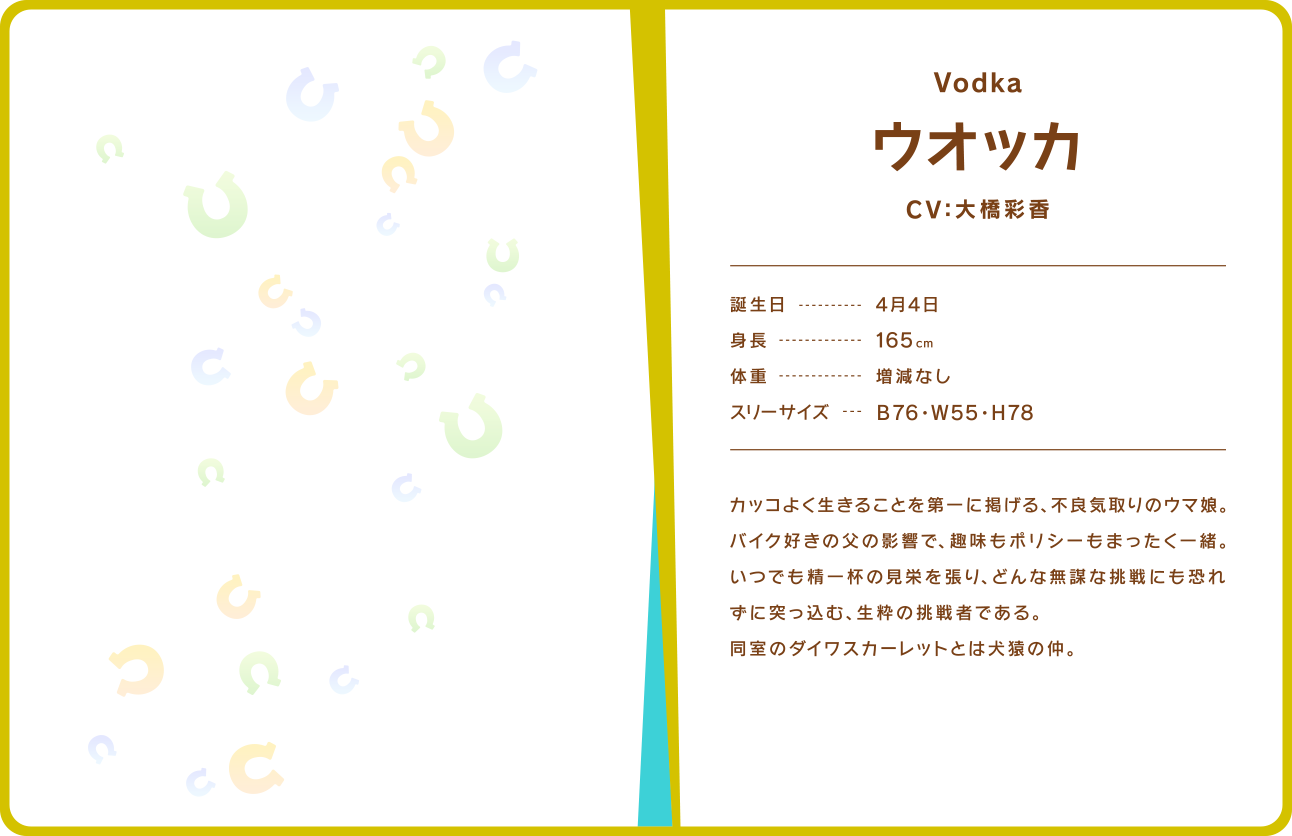 Vodka
ウオッカ
CV:大橋彩香
誕生日 ---------- 4月4日
身長 ------------- 165cm
体重 ------------- 増減なし
スリーサイズ --- B76・W55・H78
カッコよく生きることを第一に掲げる、不良気取りのウマ娘。
バイク好きの父の影響で、趣味もポリシーもまったく一緒。
いつでも精一杯の見栄を張り、どんな無謀な挑戦にも恐れ
ずに突っ込む、生粋の挑戦者である。
同室のダイワスカーレットとは犬猿の仲。